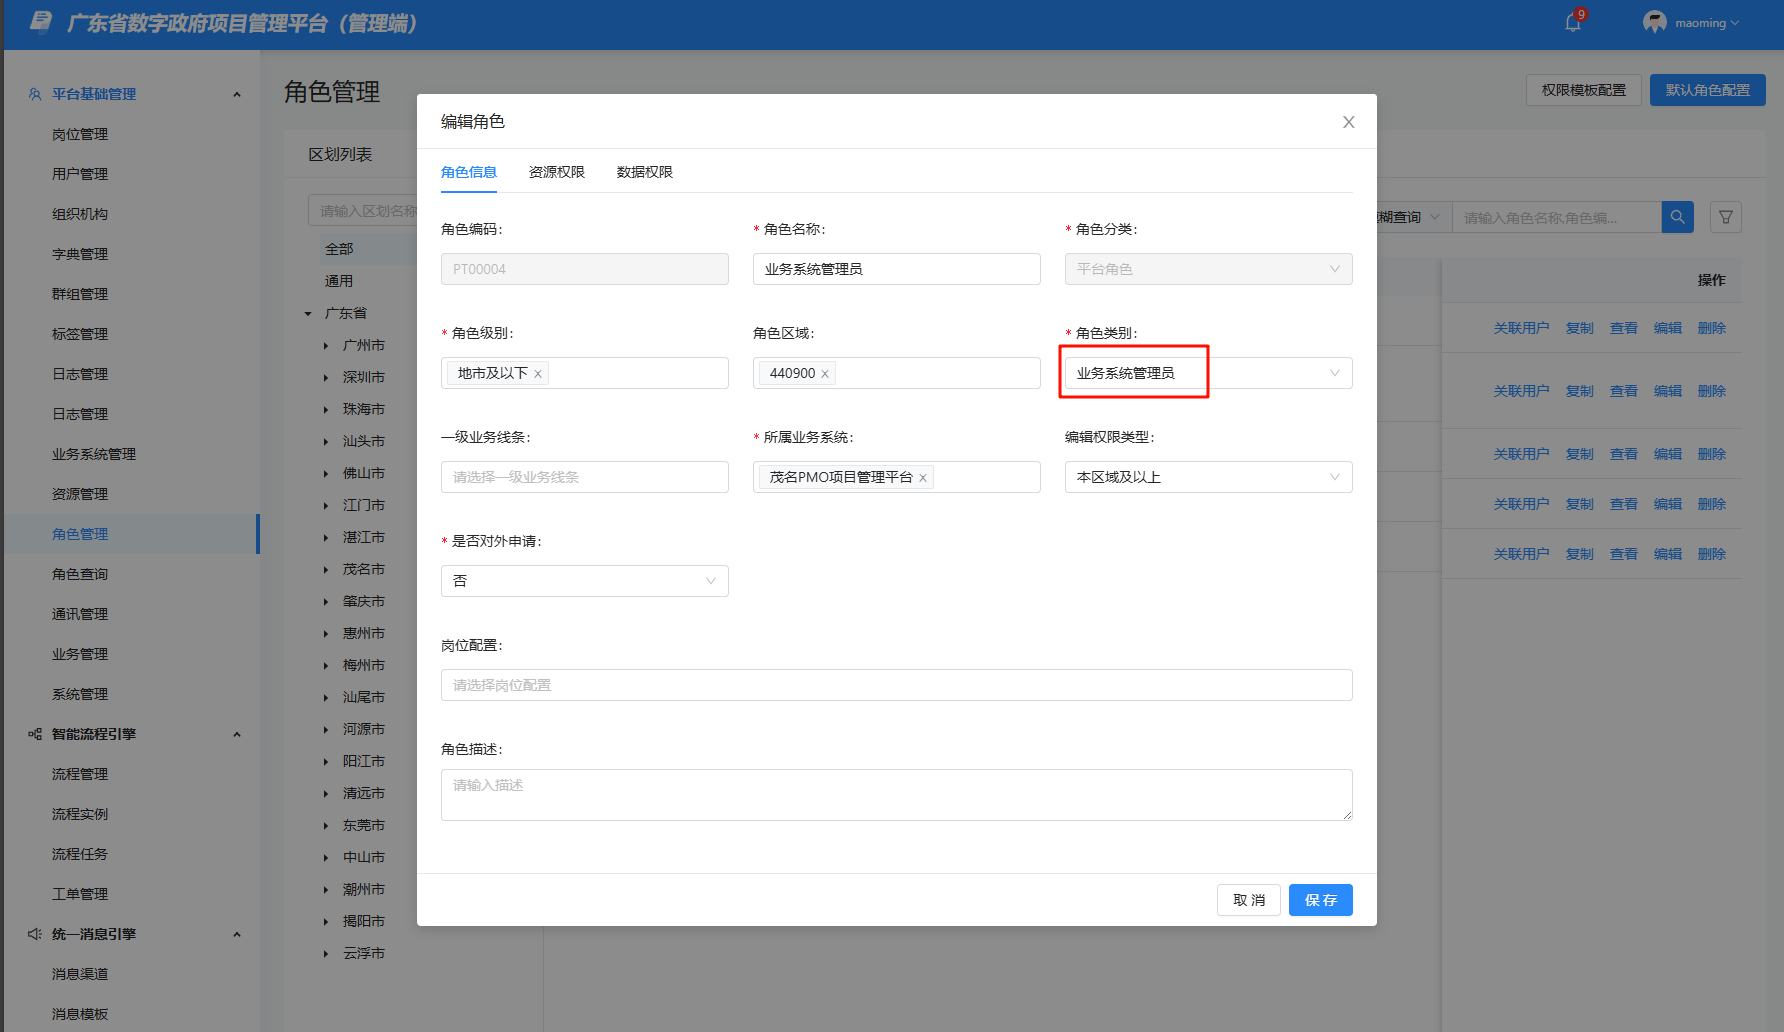 广东省数字政府项目管理平台（管理端）
9
maoming
平台基础管理
岗位管理
用户管理
组织机构
字典管理
群组管理
标签管理
日志管理
日志管理
业务系统管理
资源管理
角色管理
角色查询
通讯管理
业务管理
系统管理
智能流程引擎
流程管理
流程实例
流程任务
工单管理
统一消息引擎
消息渠道
消息模板
角色管理
权限模板配置
默认角色配置
区划列表
请输入区划名称
全部
通用
广东省
广州市
深圳市
珠海市
汕头市
佛山市
江门市
湛江市
茂名市
肇庆市
惠州市
梅州市
汕尾市
河源市
阳江市
清远市
东莞市
中山市
潮州市
揭阳市
云浮市
糊查询
请输入角色名称,角色编...
操作
关联用户 复制 查看 编辑 删除
关联用户 复制 查看 编辑 删除
关联用户 复制 查看 编辑 删除
关联用户 复制 查看 编辑 删除
关联用户 复制 查看 编辑 删除
编辑角色
角色信息 资源权限 数据权限
角色编码:
PT00004
* 角色名称:
业务系统管理员
* 角色分类:
平台角色
* 角色级别:
地市及以下
角色区域:
440900
* 角色类别:
业务系统管理员
一级业务线条:
请选择一级业务线条
* 所属业务系统:
茂名PMO项目管理平台
编辑权限类型:
本区域及以上
* 是否对外申请:
否
岗位配置:
请选择岗位配置
角色描述:
请输入描述
取 消
保 存